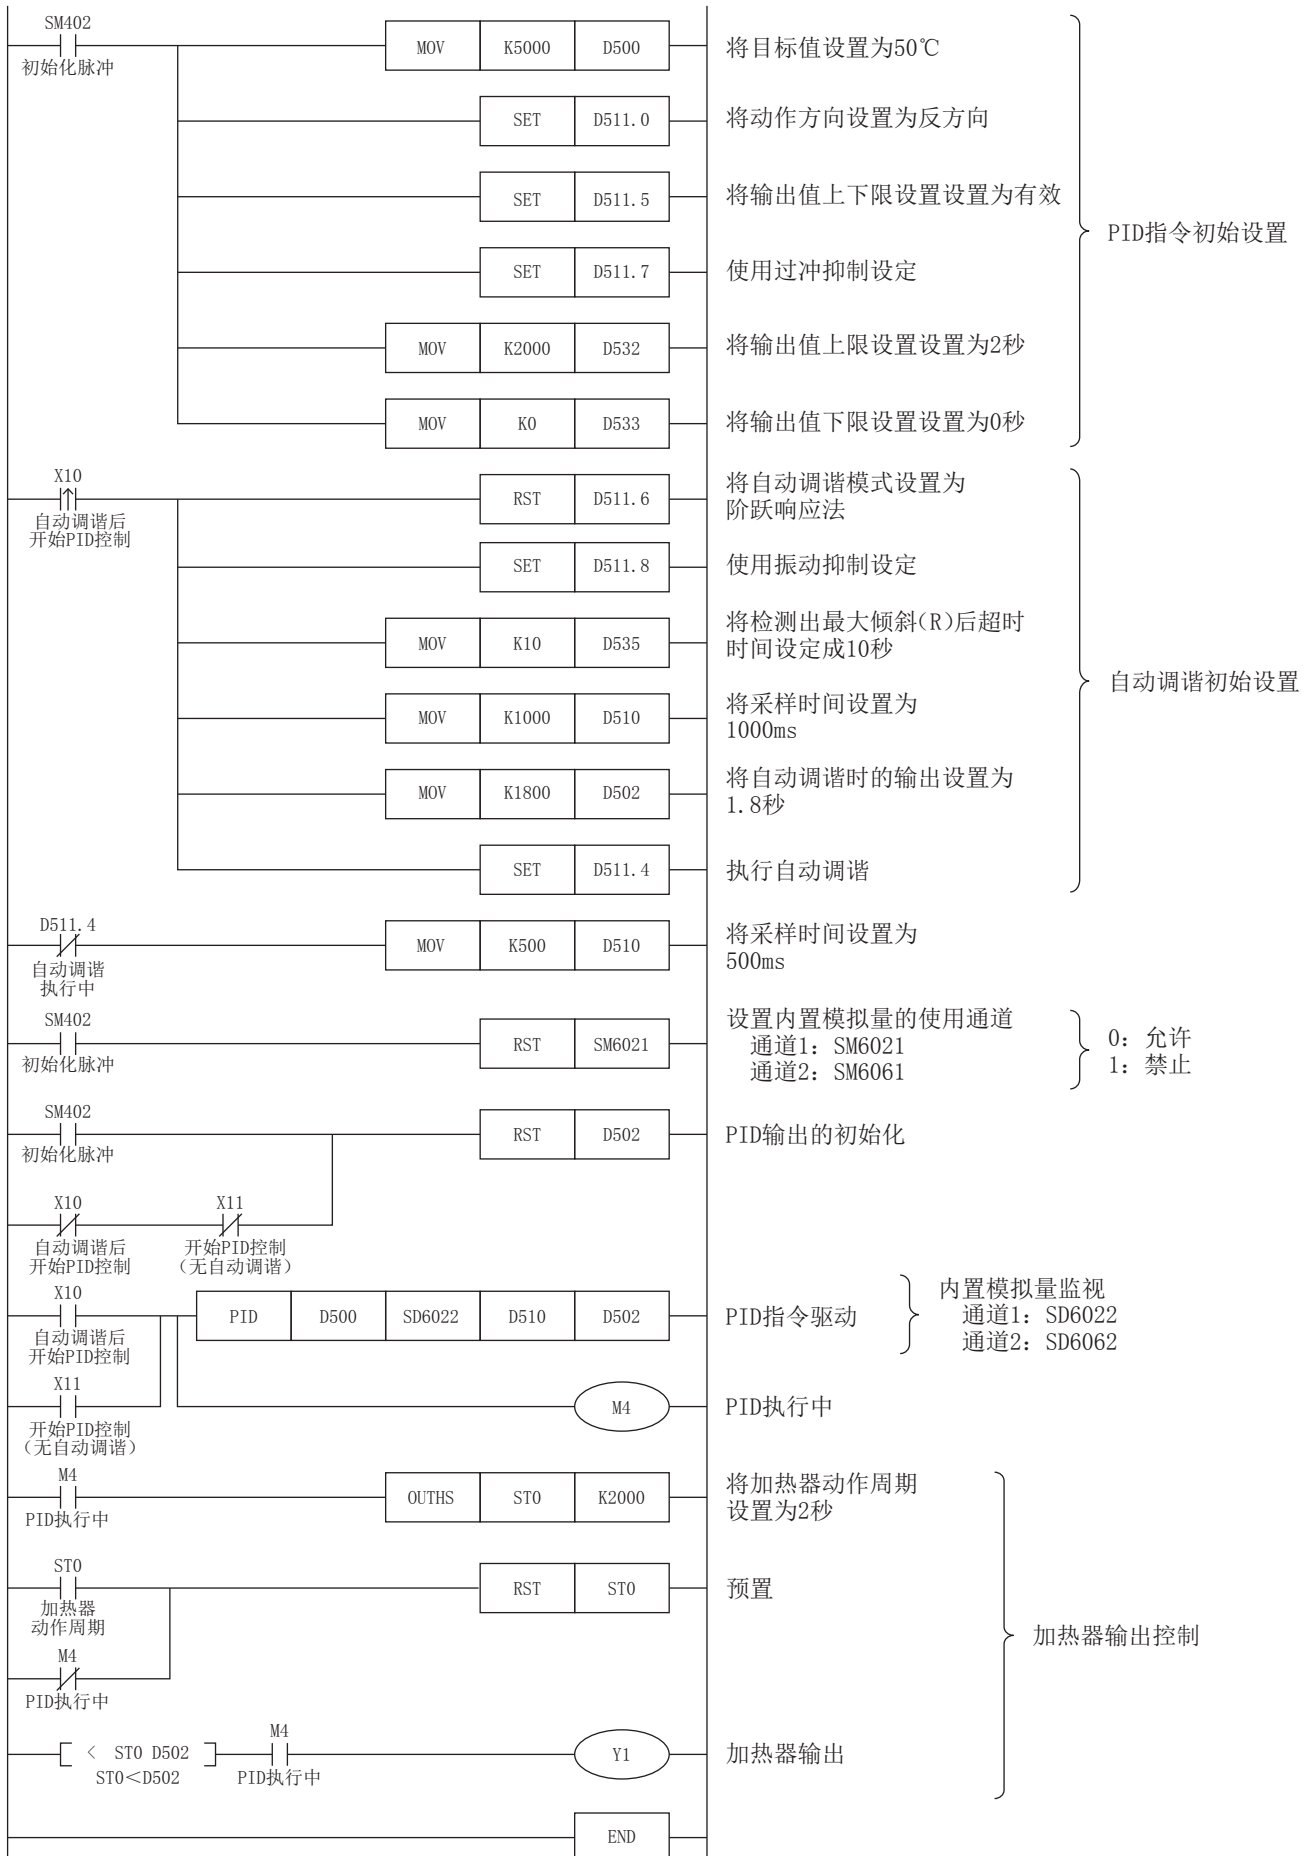 SM402
初始化脉冲
MOV K5000 D500
将目标值设置为50℃
SET D511.0
将动作方向设置为反方向
SET D511.5
将输出值上下限设置设置为有效
PID指令初始设置
SET D511.7
使用过冲抑制设定
MOV K2000 D532
将输出值上限设置设置为2秒
MOV K0 D533
将输出值下限设置设置为0秒
X10
自动调谐后
开始PID控制
RST D511.6
将自动调谐模式设置为
阶跃响应法
SET D511.8
使用振动抑制设定
MOV K10 D535
将检测出最大倾斜(R)后超时
时间设定成10秒
自动调谐初始设置
MOV K1000 D510
将采样时间设置为
1000ms
MOV K1800 D502
将自动调谐时的输出设置为
1.8秒
SET D511.4
执行自动调谐
D511.4
自动调谐
执行中
MOV K500 D510
将采样时间设置为
500ms
SM402
初始化脉冲
RST SM6021
设置内置模拟量的使用通道
通道1：SM6021
通道2：SM6061
0：允许
1：禁止
SM402
初始化脉冲
RST D502
PID输出的初始化
X10
自动调谐后
开始PID控制
X11
开始PID控制
（无自动调谐）
X10
自动调谐后
开始PID控制
PID D500 SD6022 D510 D502
PID指令驱动
内置模拟量监视
通道1：SD6022
通道2：SD6062
X11
开始PID控制
（无自动调谐）
M4
PID执行中
M4
PID执行中
OUTHS ST0 K2000
将加热器动作周期
设置为2秒
ST0
加热器
动作周期
RST ST0
预置
加热器输出控制
M4
PID执行中
< ST0 D502
ST0＜D502
M4
PID执行中
Y1
加热器输出
END